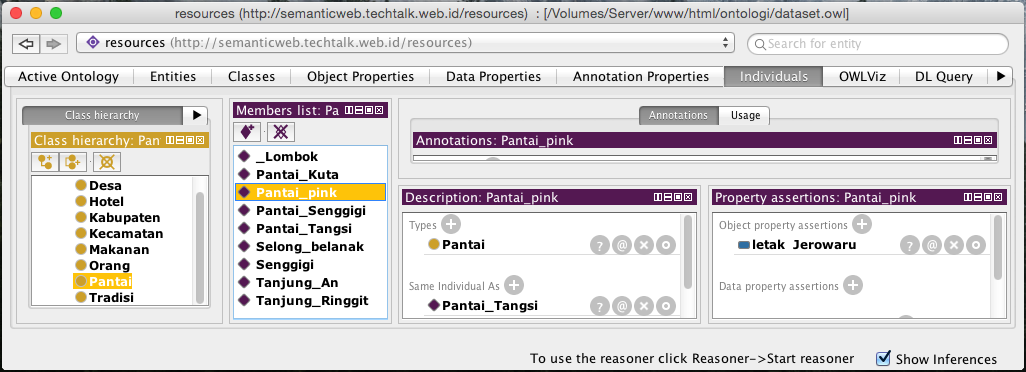 resources (http://semanticweb.techtalk.web.id/resources) : [/Volumes/Server/www/html/ontologi/dataset.owl]
resources (http://semanticweb.techtalk.web.id/resources)
Search for entity
Active Ontology Entities Classes Object Properties Data Properties Annotation Properties Individuals OWLViz DL Query
Class hierarchy
Class hierarchy: Pan
Desa
Hotel
Kabupaten
Kecamatan
Makanan
Orang
Pantai
Tradisi
Members list: Pa
_Lombok
Pantai_Kuta
Pantai_pink
Pantai_Senggigi
Pantai_Tangsi
Selong_belanak
Senggigi
Tanjung_An
Tanjung_Ringgit
Annotations Usage
Annotations: Pantai_pink
Description: Pantai_pink
Types
Pantai
Same Individual As
Pantai_Tangsi
Property assertions: Pantai_pink
Object property assertions
letak Jerowaru
Data property assertions
To use the reasoner click Reasoner->Start reasoner
Show Inferences